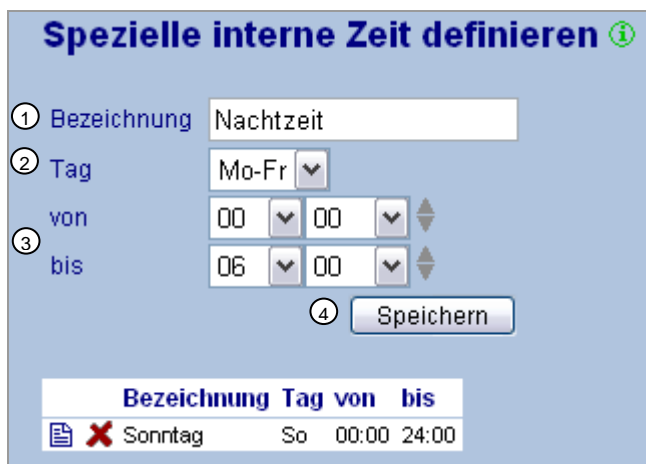 Spezielle interne Zeit definieren i
1 Bezeichnung Nachtzeit
2 Tag Mo-Fr
von 00 00
3
bis 06 00
4 Speichern
Bezeichnung Tag von bis
Sonntag So 00:00 24:00